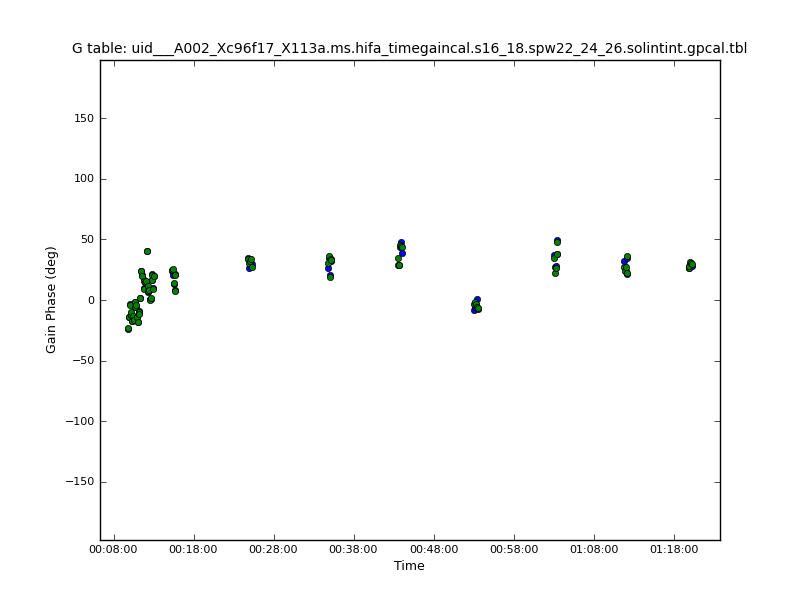 G table: uid___A002_Xc96f17_X113a.ms.hifa_timegaincal.s16_18.spw22_24_26.solintint.gpcal.tbl
150
100
50
0
−50
−100
−150
Gain Phase (deg)
00:08:00 00:18:00 00:28:00 00:38:00 00:48:00 00:58:00 01:08:00 01:18:00
Time